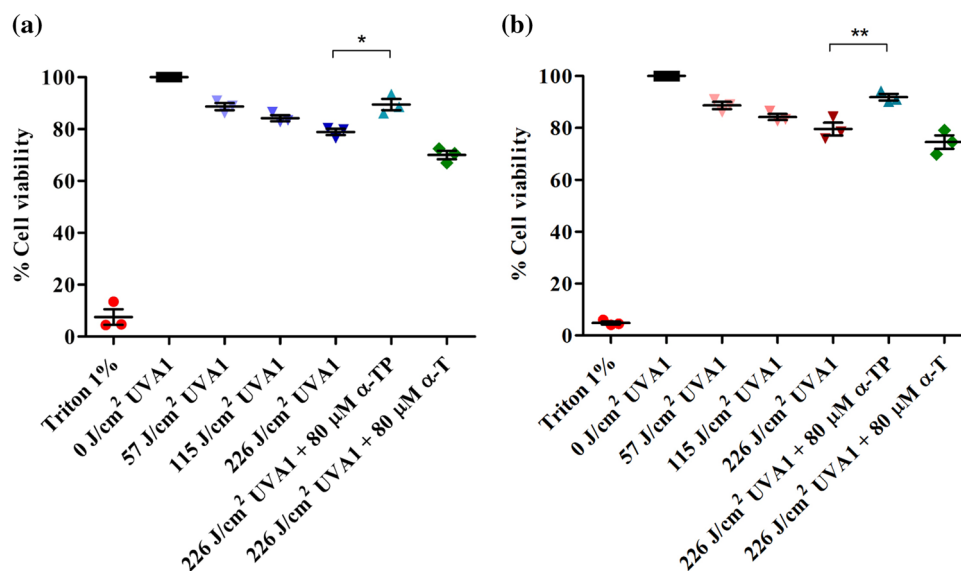 (a)
*
% Cell viability
100
80
60
40
20
0
Triton 1%
0 J/cm² UVA1
57 J/cm² UVA1
115 J/cm² UVA1
226 J/cm² UVA1
226 J/cm² UVA1 + 80 μM α-TP
226 J/cm² UVA1 + 80 μM α-T
(b)
**
% Cell viability
100
80
60
40
20
0
Triton 1%
0 J/cm² UVA1
57 J/cm² UVA1
115 J/cm² UVA1
226 J/cm² UVA1
226 J/cm² UVA1 + 80 μM α-TP
226 J/cm² UVA1 + 80 μM α-T